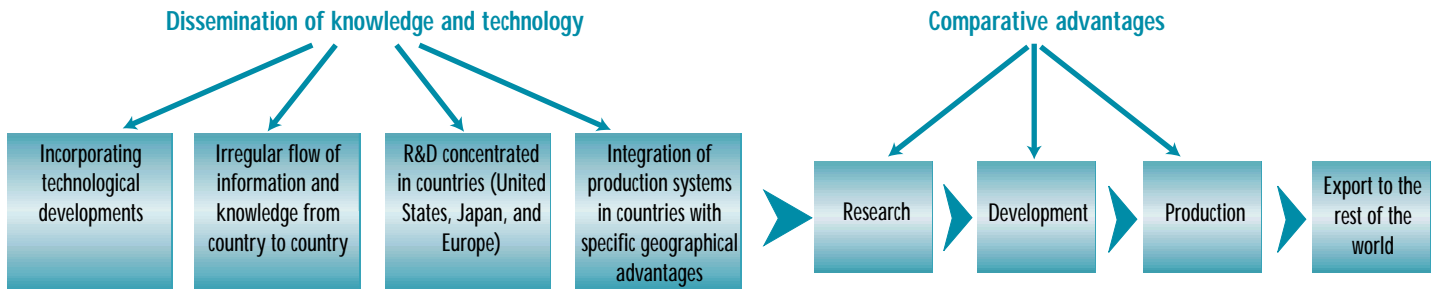 Dissemination of knowledge and technology
Comparative advantages
Incorporating
technological
developments
Irregular flow of
information and
knowledge from
country to country
R&D concentrated
in countries (United
States, Japan, and
Europe)
Integration of
production systems
in countries with
specific geographical
advantages
Research
Development
Production
Export to the
rest of the
world